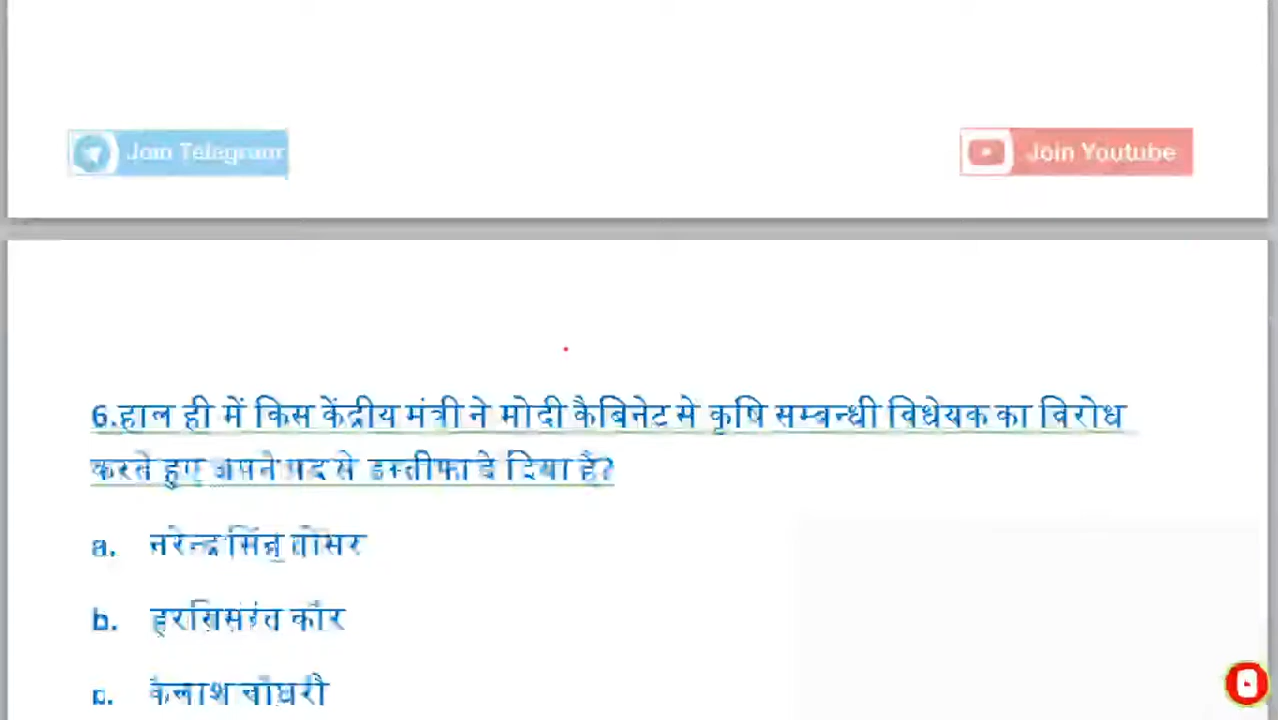 Join Telegram
Join Youtube
6.हाल ही में किस केंद्रीय मंत्री ने मोदी कैबिनेट से कृषि सम्बन्धी विधेयक का विरोध
करते हुए अपने पद से इस्तीफा दे दिया है?
a. नरेन्द्र सिंह तोमर
b. हरसिमरत कौर
c. कैलाश चौधरी